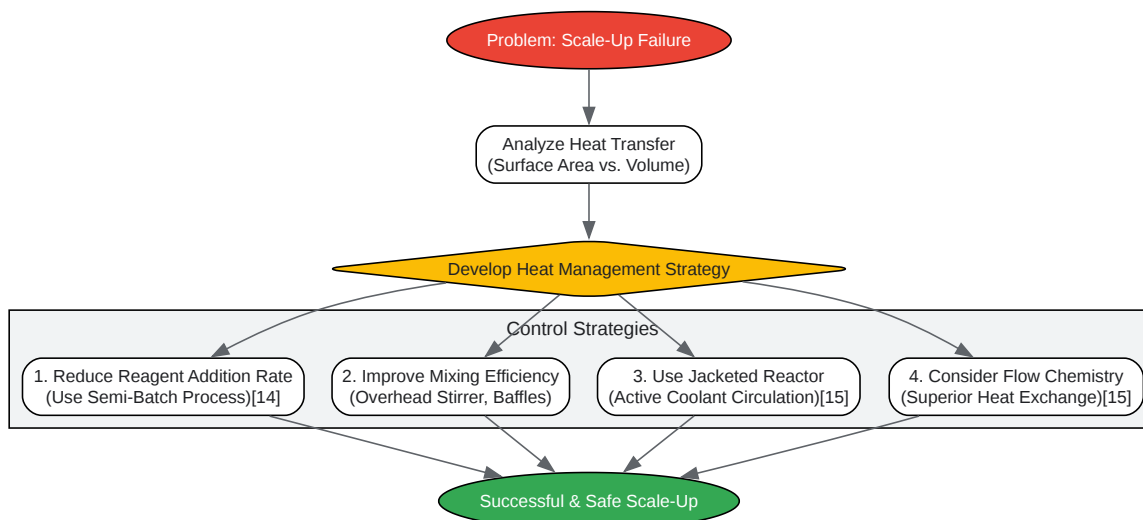 Problem: Scale-Up Failure
Analyze Heat Transfer
(Surface Area vs. Volume)
Develop Heat Management Strategy
Control Strategies
1. Reduce Reagent Addition Rate
(Use Semi-Batch Process)[14]
2. Improve Mixing Efficiency
(Overhead Stirrer, Baffles)
3. Use Jacketed Reactor
(Active Coolant Circulation)[15]
4. Consider Flow Chemistry
(Superior Heat Exchange)[15]
Successful & Safe Scale-Up